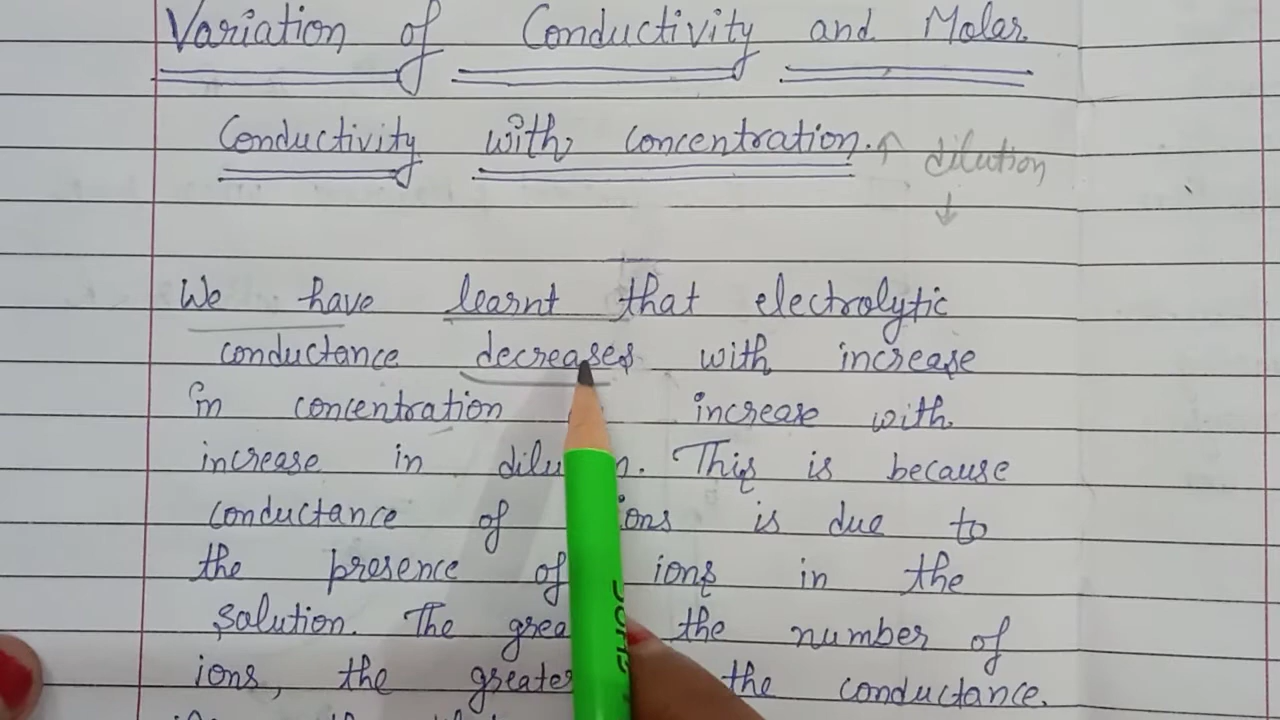 Variation of Conductivity and Molar
Conductivity with concentration. ↑ dilution
↓
We have learnt that electrolytic
conductance decreases with increase
in concentration increase with
increase in This is because
conductance of ions is due to
the presence of ions in the
solution. The the number of
ions, the greater the conductance.